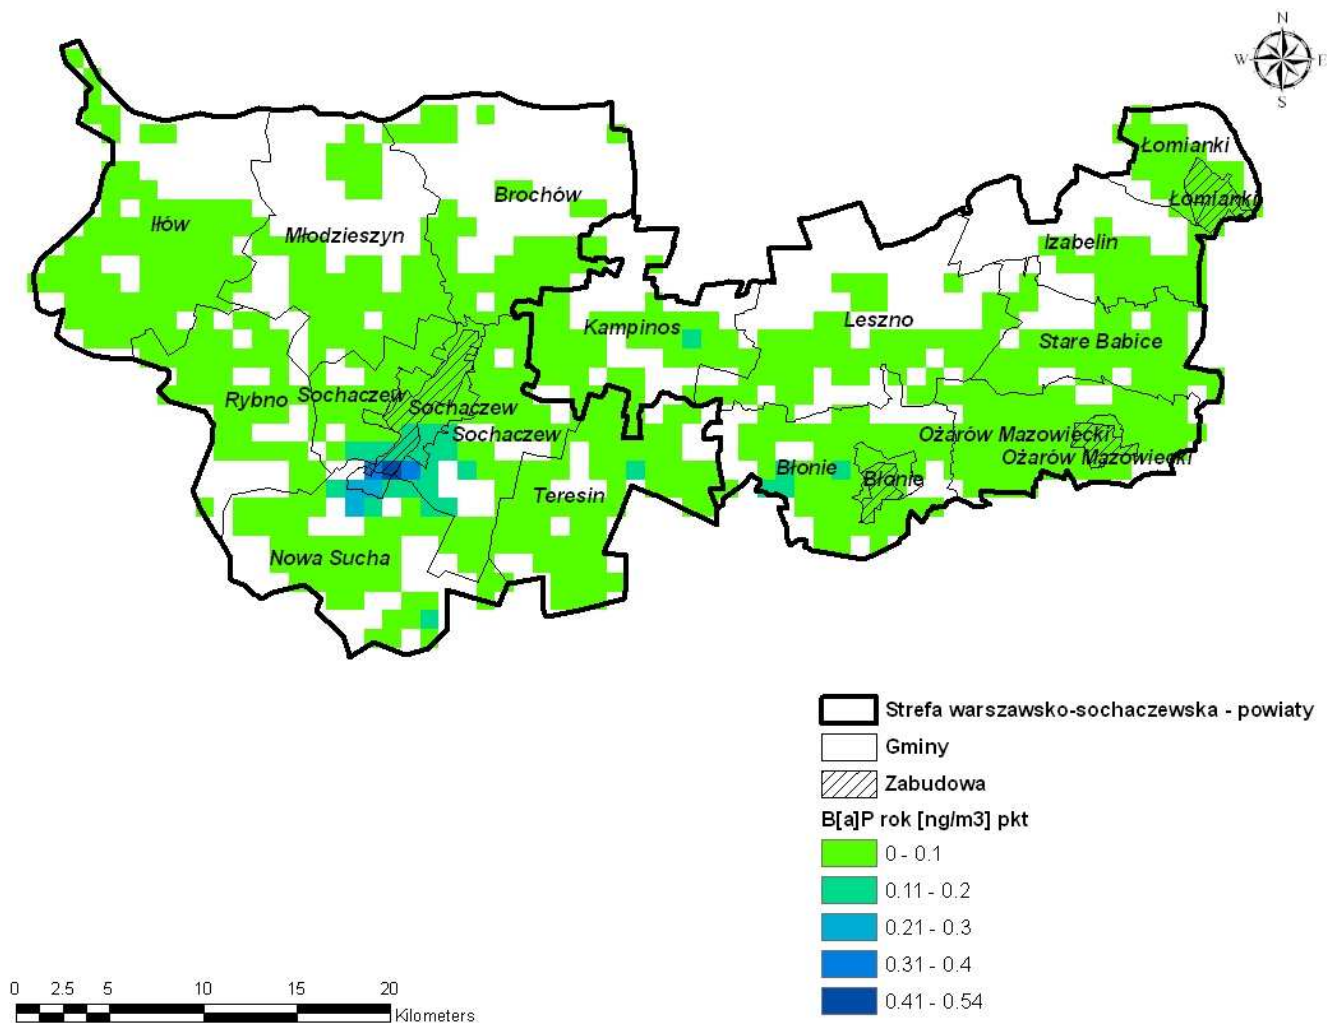 N
W E
S
Łomianki
Łomianki
Brochów
Iłów
Młodzieszyn
Izabelin
Kampinos
Leszno
Stare Babice
Rybno
Sochaczew
Sochaczew
Sochaczew
Ożarów Mazowiecki
Ożarów Mazowiecki
Błonie
Błonie
Teresin
Nowa Sucha
Strefa warszawsko-sochaczewska - powiaty
Gminy
Zabudowa
B[a]P rok [ng/m3] pkt
0 - 0.1
0.11 - 0.2
0.21 - 0.3
0.31 - 0.4
0.41 - 0.54
0 2.5 5 10 15 20
Kilometers